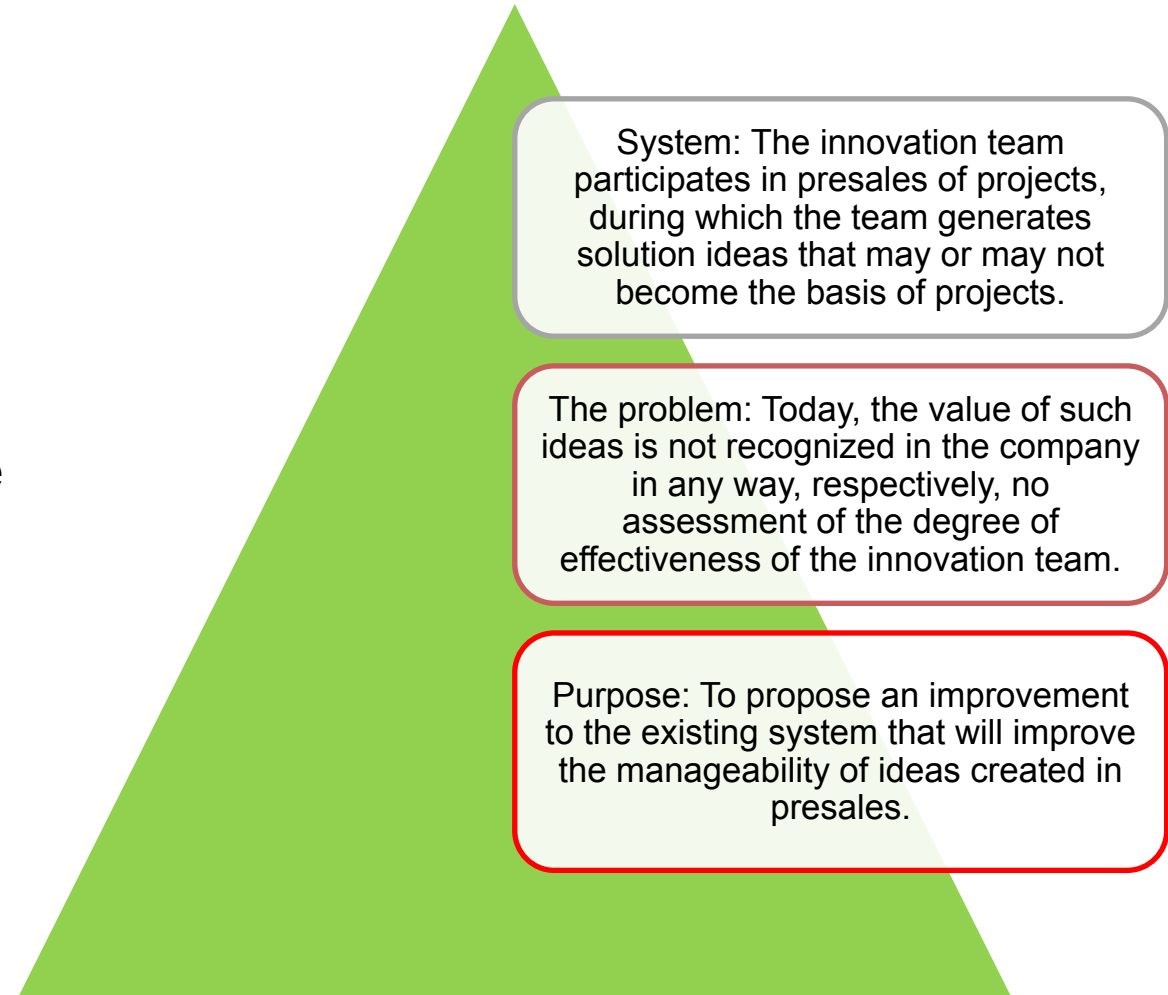 System: The innovation team
participates in presales of projects,
during which the team generates
solution ideas that may or may not
become the basis of projects.
The problem: Today, the value of such
ideas is not recognized in the company
in any way, respectively, no
assessment of the degree of
effectiveness of the innovation team.
Purpose: To propose an improvement
to the existing system that will improve
the manageability of ideas created in
presales.